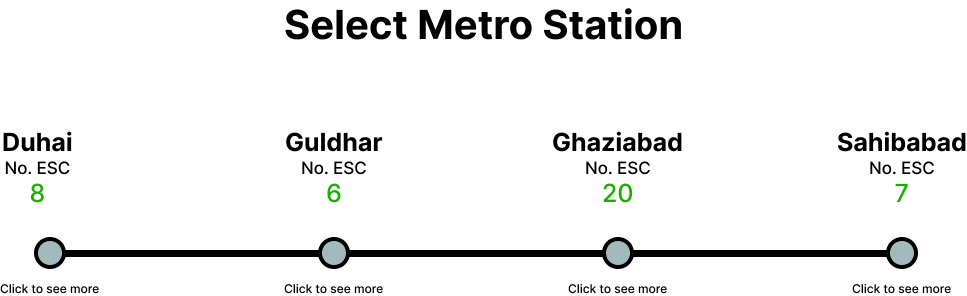 Select Metro Station
Duhai
No. ESC
8
Guldhar
No. ESC
6
Ghaziabad
No. ESC
20
Sahibabad
No. ESC
7
Click to see more
Click to see more
Click to see more
Click to see more